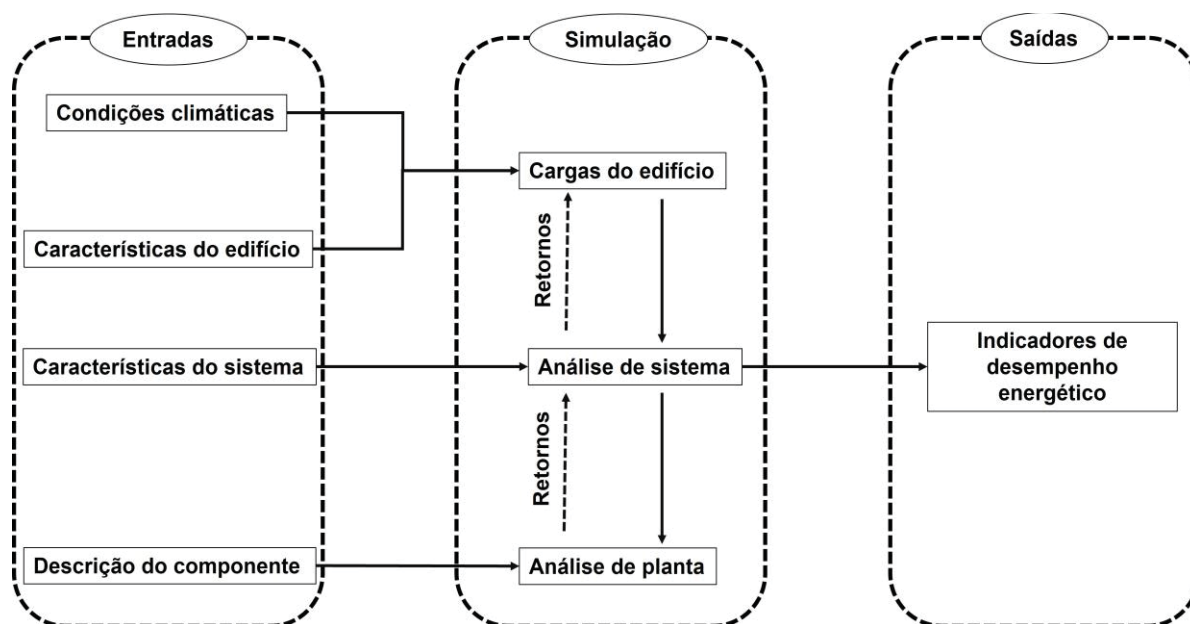 Entradas
Condições climáticas
Características do edifício
Características do sistema
Descrição do componente
Simulação
Cargas do edifício
Retornos
Análise de sistema
Retornos
Análise de planta
Saídas
Indicadores de
desempenho
energético